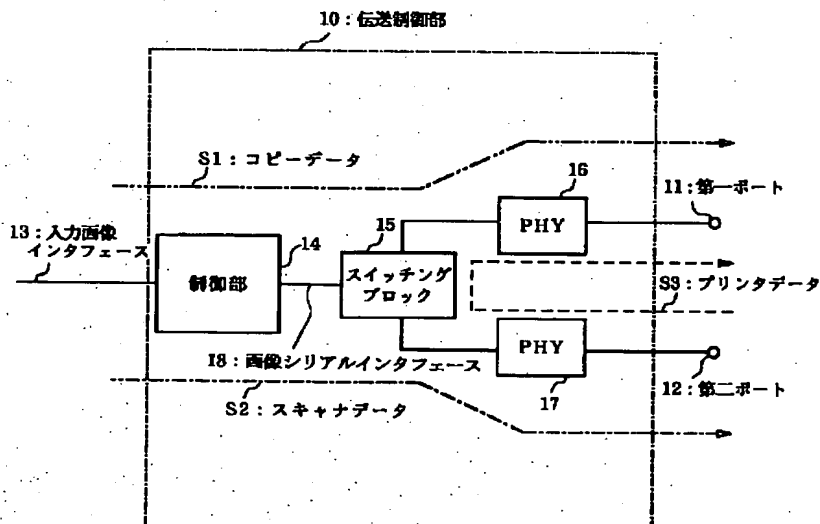 10：伝送制御部
S1：コピーデータ
16
11：第一ポート
PHY
13：入力画像
インタフェース
14
15
制御部
スイッチング
ブロック
S3：プリンタデータ
PHY
18：画像シリアルインタフェース
12：第二ポート
17
S2：スキャナデータ